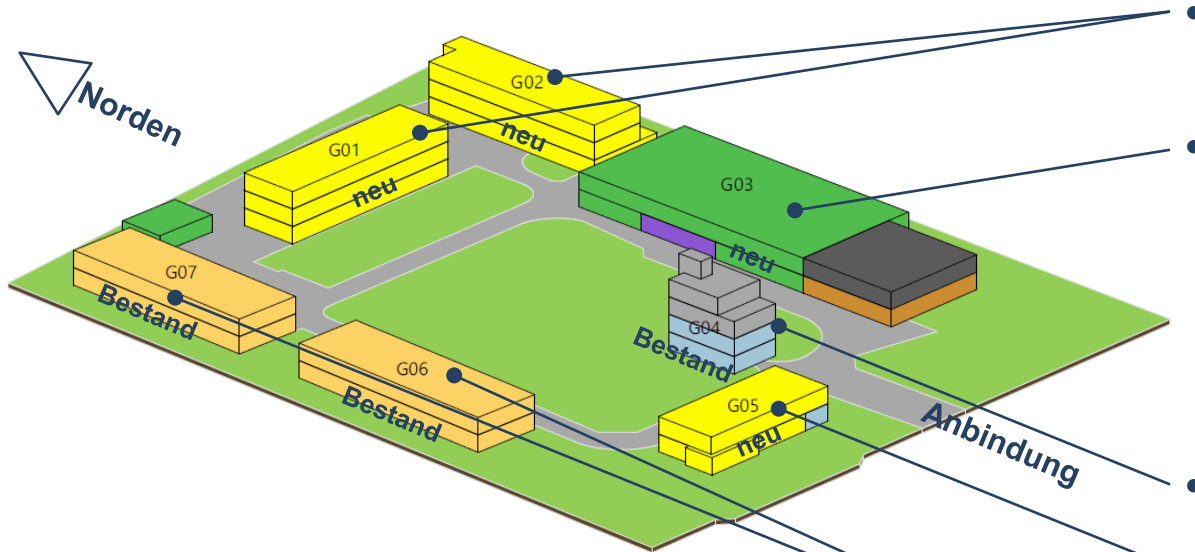 G02
neu
Norden
G01
neu
G03
neu
G07
Bestand
G04
Bestand
G06
Bestand
G05
neu
Anbindung